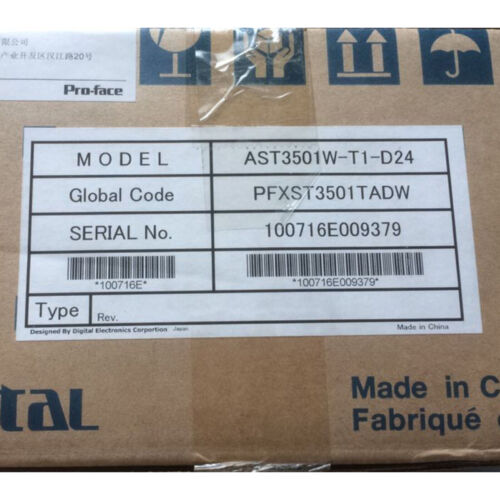 有限公司
产业开发区汉江路20号
Pro-face
MODEL AST3501W-T1-D24
Global Code PFXST3501TADW
SERIAL No. 100716E009379
*100716E* *100716E009379*
Type Rev.
Designed By Digital Electronics Corportion Japan Made in China
Made in C
Fabriqué